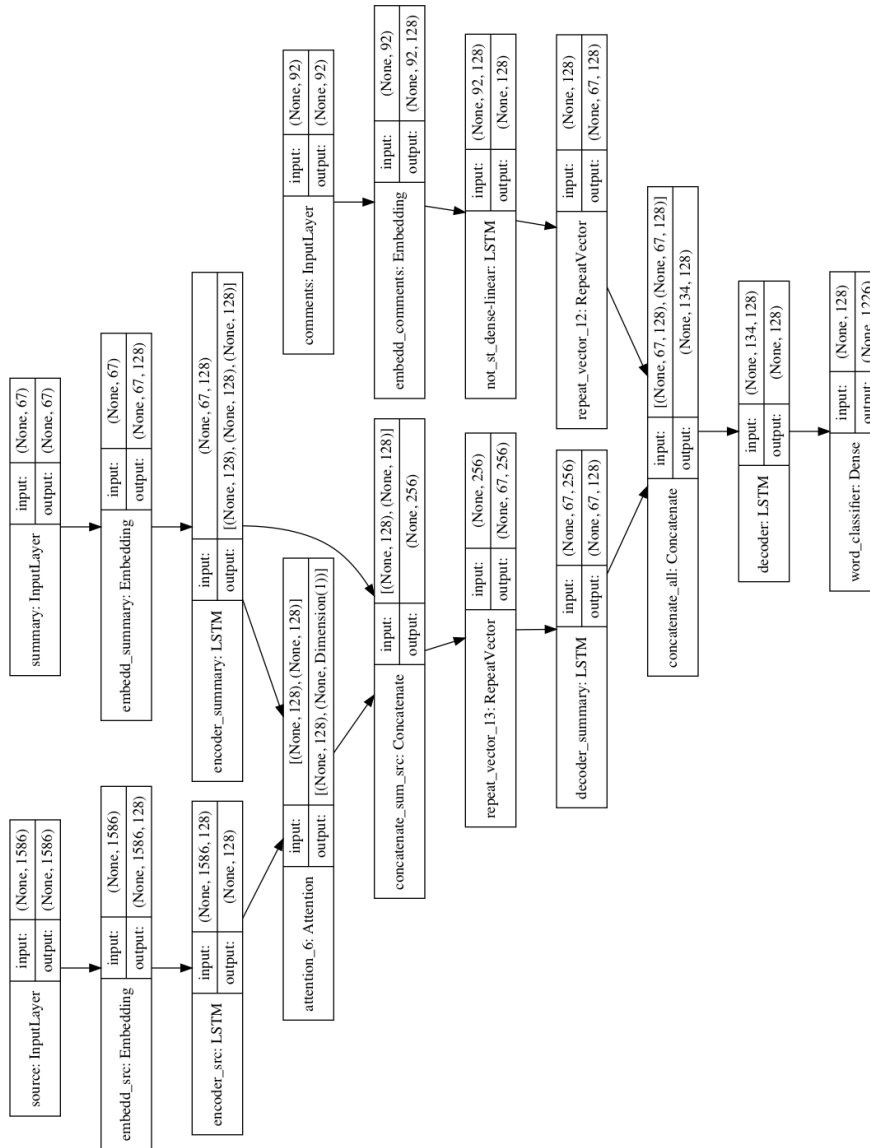 source: InputLayer
input: (None, 1586)
output: (None, 1586)
summary: InputLayer
input: (None, 67)
output: (None, 67)
embedd_src: Embedding
input: (None, 1586)
output: (None, 1586, 128)
embedd_summary: Embedding
input: (None, 67)
output: (None, 67, 128)
encoder_src: LSTM
input: (None, 1586, 128)
output: (None, 128)
encoder_summary: LSTM
input: (None, 67, 128)
output: [(None, 128), (None, 128), (None, 128)]
comments: InputLayer
input: (None, 92)
output: (None, 92)
attention_6: Attention
input: [(None, 128), (None, 128)]
output: [(None, 128), (None, Dimension(1))]
embedd_comments: Embedding
input: (None, 92)
output: (None, 92, 128)
concatenate_sum_src: Concatenate
input: [(None, 128), (None, 128)]
output: (None, 256)
not_st_dense-linear: LSTM
input: (None, 92, 128)
output: (None, 128)
repeat_vector_13: RepeatVector
input: (None, 256)
output: (None, 67, 256)
repeat_vector_12: RepeatVector
input: (None, 128)
output: (None, 67, 128)
decoder_summary: LSTM
input: (None, 67, 256)
output: (None, 67, 128)
concatenate_all: Concatenate
input: [(None, 67, 128), (None, 67, 128)]
output: (None, 134, 128)
decoder: LSTM
input: (None, 134, 128)
output: (None, 128)
word_classifier: Dense
input: (None, 128)
output: (None, 1226)